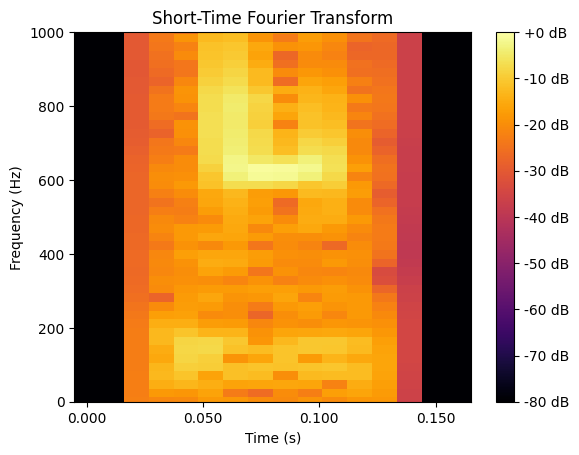 Short-Time Fourier Transform
1000
800
600
400
200
0
Frequency (Hz)
0.000
0.050
0.100
0.150
Time (s)
+0 dB
-10 dB
-20 dB
-30 dB
-40 dB
-50 dB
-60 dB
-70 dB
-80 dB